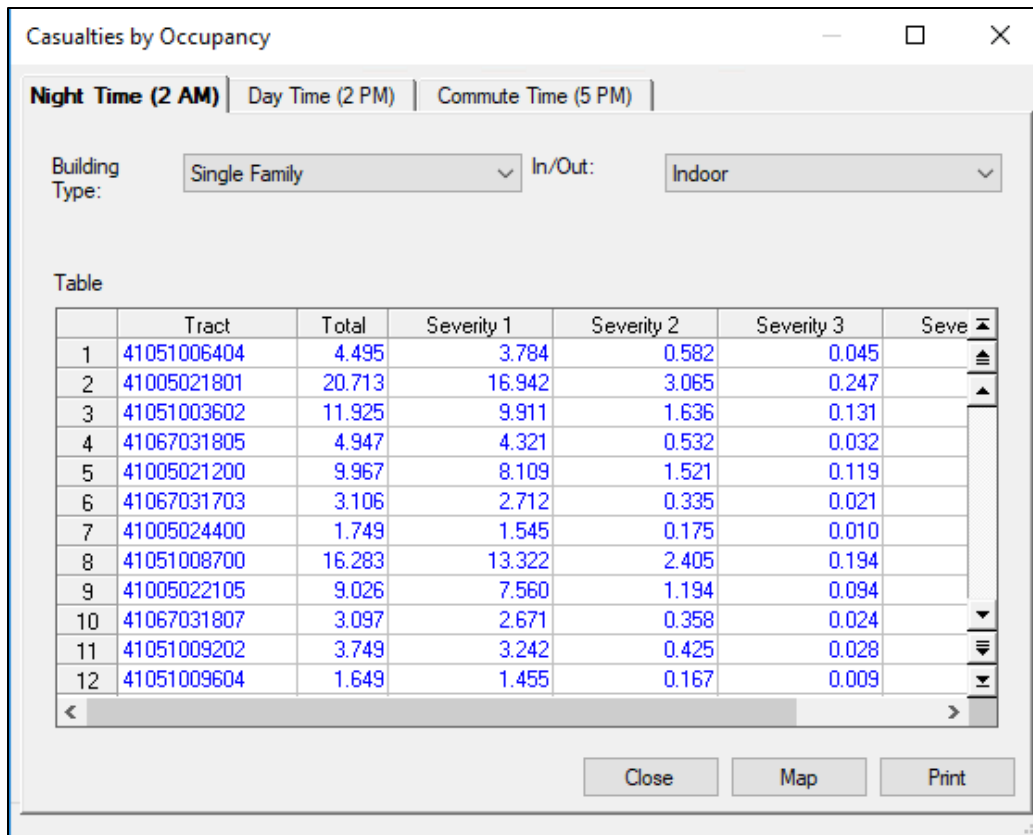 Casualties by Occupancy
Night Time (2 AM) Day Time (2 PM) Commute Time (5 PM)
Building Type: Single Family In/Out: Indoor
Table
Tract Total Severity 1 Severity 2 Severity 3 Seve
1 41051006404 4.495 3.784 0.582 0.045
2 41005021801 20.713 16.942 3.065 0.247
3 41051003602 11.925 9.911 1.636 0.131
4 41067031805 4.947 4.321 0.532 0.032
5 41005021200 9.967 8.109 1.521 0.119
6 41067031703 3.106 2.712 0.335 0.021
7 41005024400 1.749 1.545 0.175 0.010
8 41051008700 16.283 13.322 2.405 0.194
9 41005022105 9.026 7.560 1.194 0.094
10 41067031807 3.097 2.671 0.358 0.024
11 41051009202 3.749 3.242 0.425 0.028
12 41051009604 1.649 1.455 0.167 0.009
Close Map Print